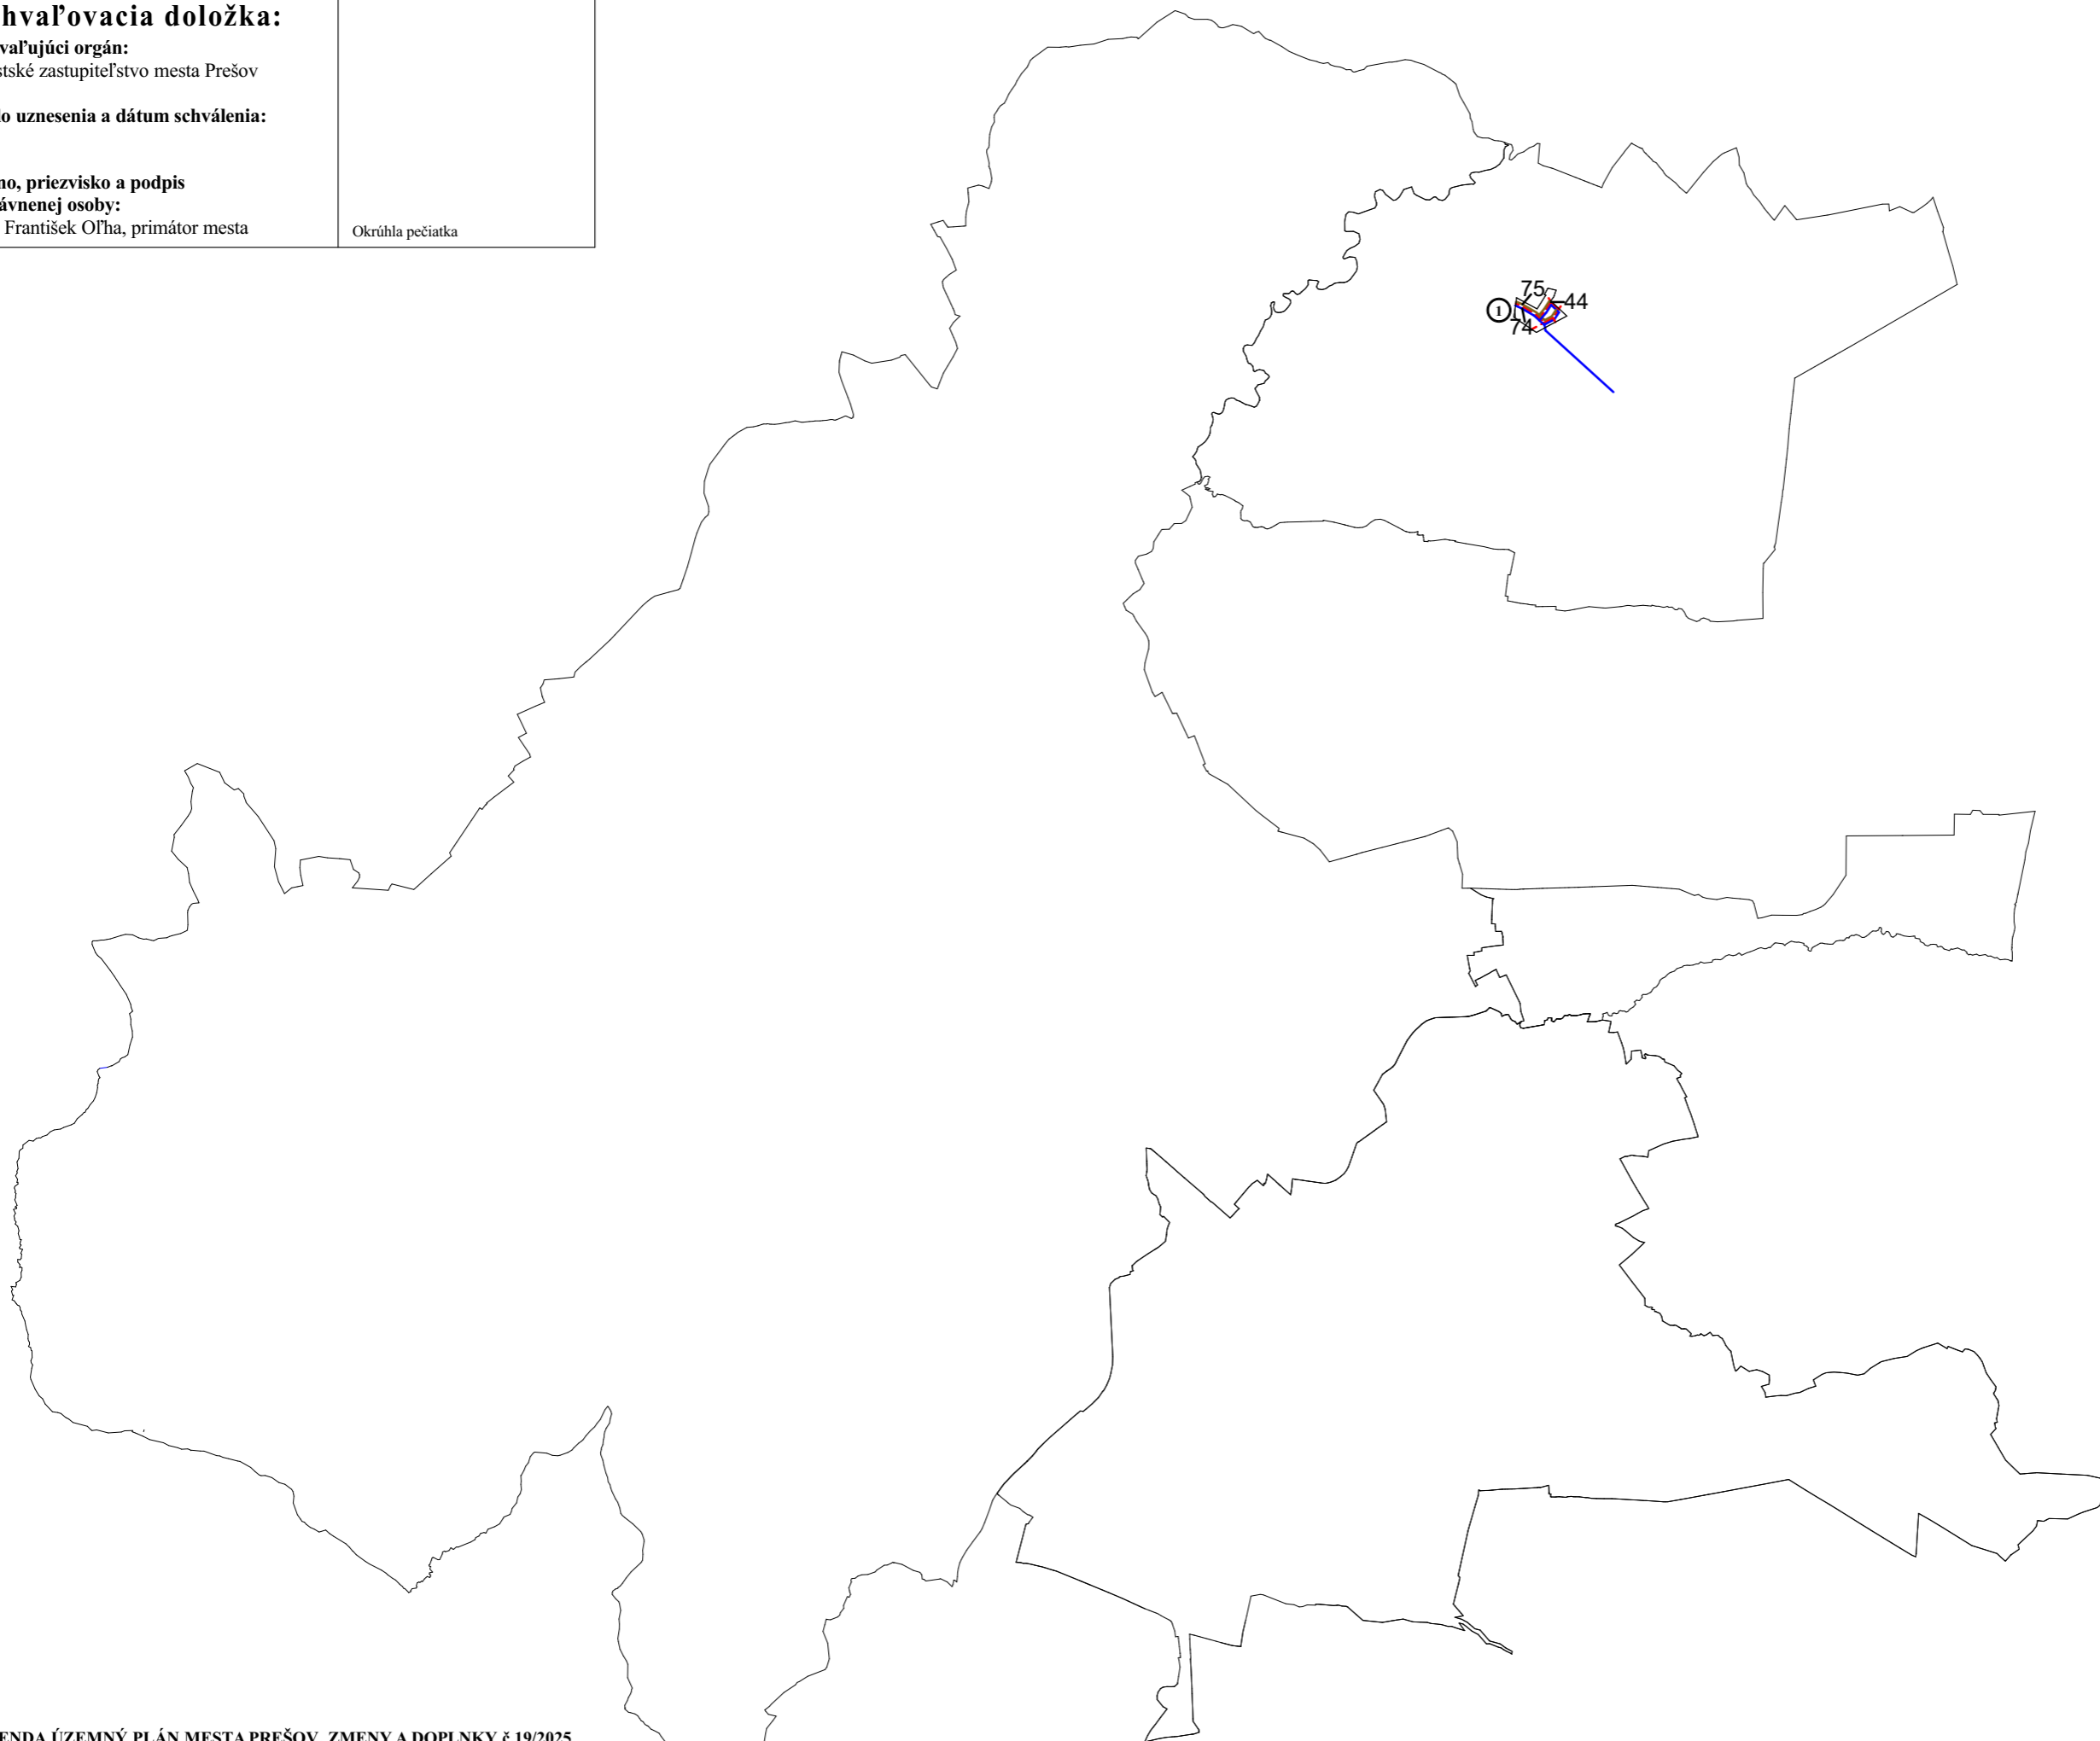 hvaľovacia doložka:
vaľujúci orgán:
stské zastupiteľstvo mesta Prešov
lo uznesenia a dátum schválenia:
no, priezvisko a podpis
ávnenej osoby:
František Oľha, primátor mesta
Okrúhla pečiatka
75
44
1
74
ENDA ÚZEMNÝ PLÁN MESTA PREŠOV ZMENY A DOPLNKY č 19/2025